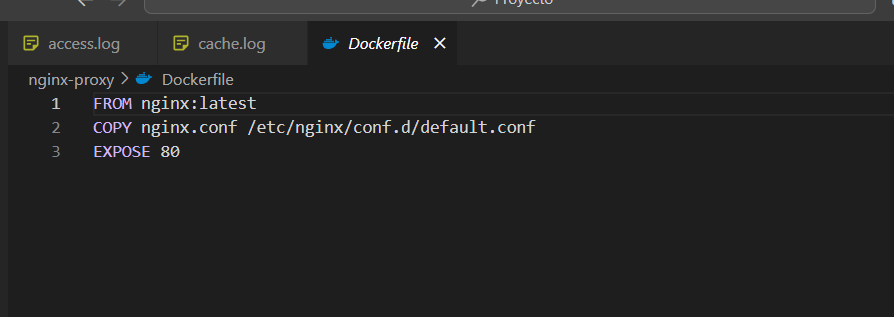 Proyecto
access.log
cache.log
Dockerfile
nginx-proxy > Dockerfile
1 FROM nginx:latest
2 COPY nginx.conf /etc/nginx/conf.d/default.conf
3 EXPOSE 80